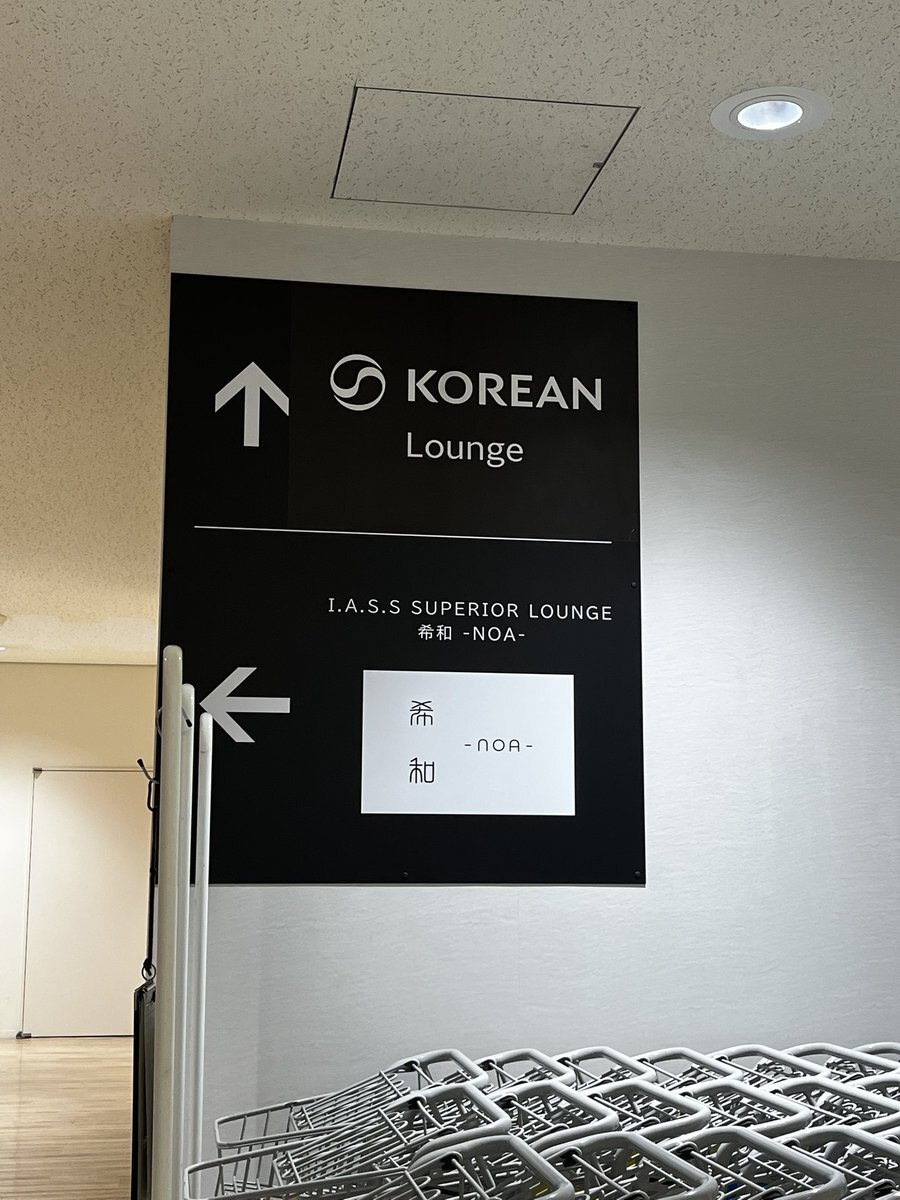 KOREAN
Lounge
I.A.S.S SUPERIOR LOUNGE
希和 -NOA-
希和
-NOA-